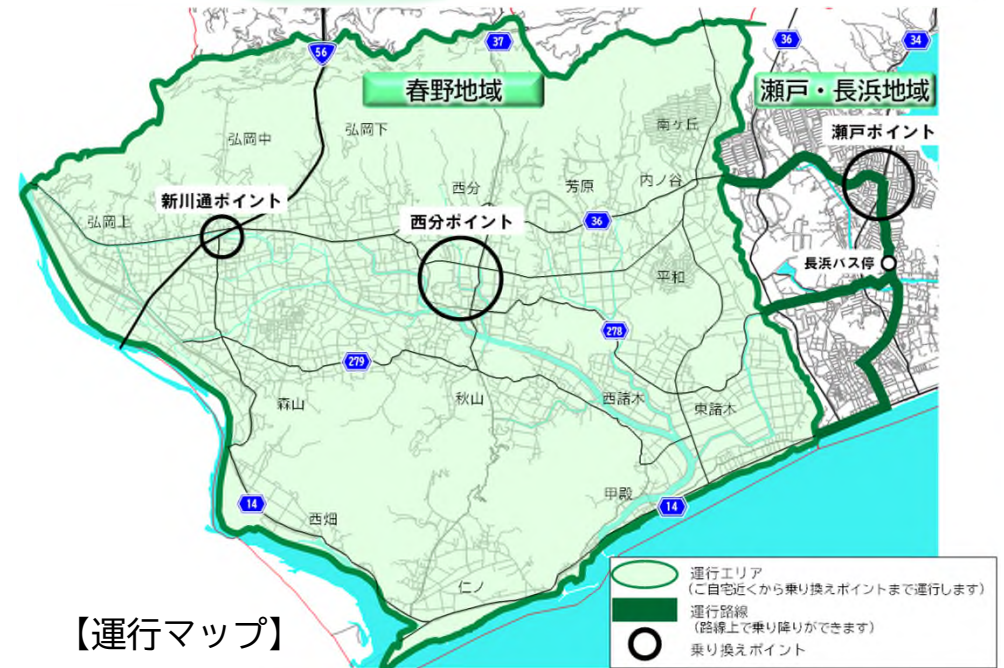 56
37
36
34
春野地域
瀬戸・長浜地域
弘岡中
弘岡下
南ヶ丘
瀬戸ポイント
新川通ポイント
西分
芳原
内ノ谷
弘岡上
西分ポイント
36
長浜バス停
平和
278
279
森山
秋山
西諸木
東諸木
14
西畑
甲殿
14
仁ノ
【運行マップ】
運行エリア
(ご自宅近くから乗り換えポイントまで運行します)
運行路線
(路線上で乗り降りができます)
乗り換えポイント